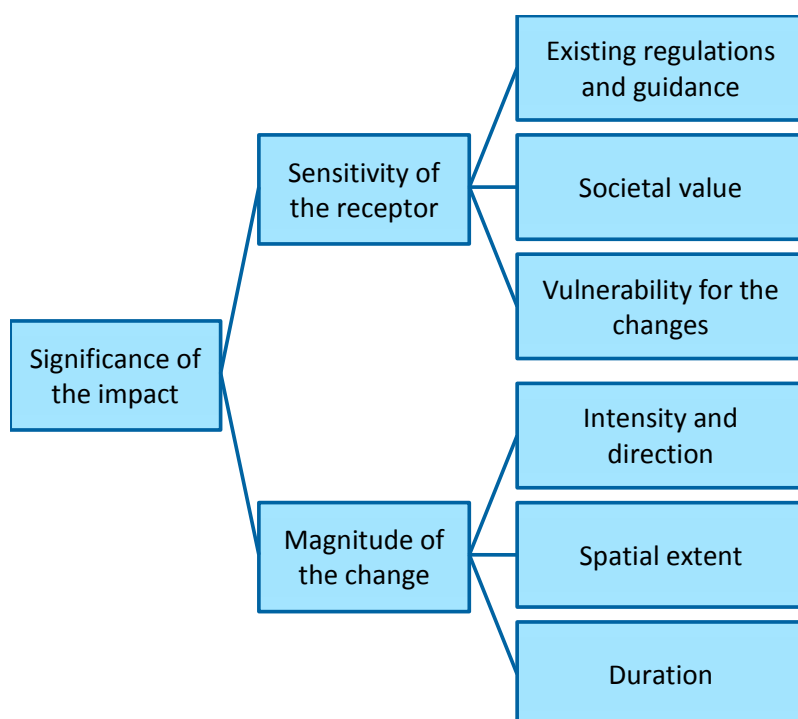 Existing regulations
and guidance
Sensitivity of
the receptor
Societal value
Vulnerability for the
changes
Significance of
the impact
Intensity and
direction
Magnitude of
the change
Spatial extent
Duration